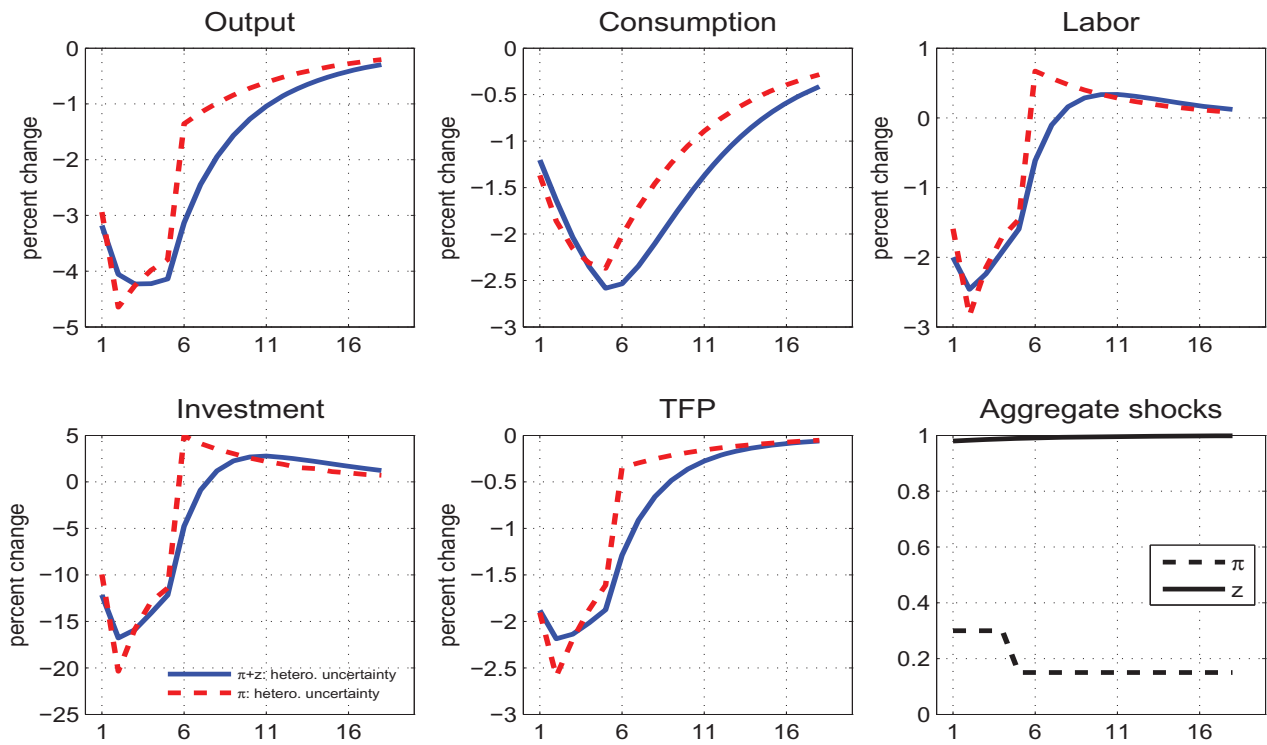 Output
Consumption
Labor
percent change
0
−1
−2
−3
−4
−5
1 6 11 16
percent change
0
−0.5
−1
−1.5
−2
−2.5
−3
1 6 11 16
percent change
1
0
−1
−2
−3
1 6 11 16
Investment
TFP
Aggregate shocks
percent change
5
0
−5
−10
−15
−20
−25
1 6 11 16
π+z: hetero. uncertainty
π: hetero. uncertainty
0
−0.5
−1
−1.5
−2
−2.5
−3
1 6 11 16
1
0.8
0.6
0.4
0.2
0
1 6 11 16
π
z